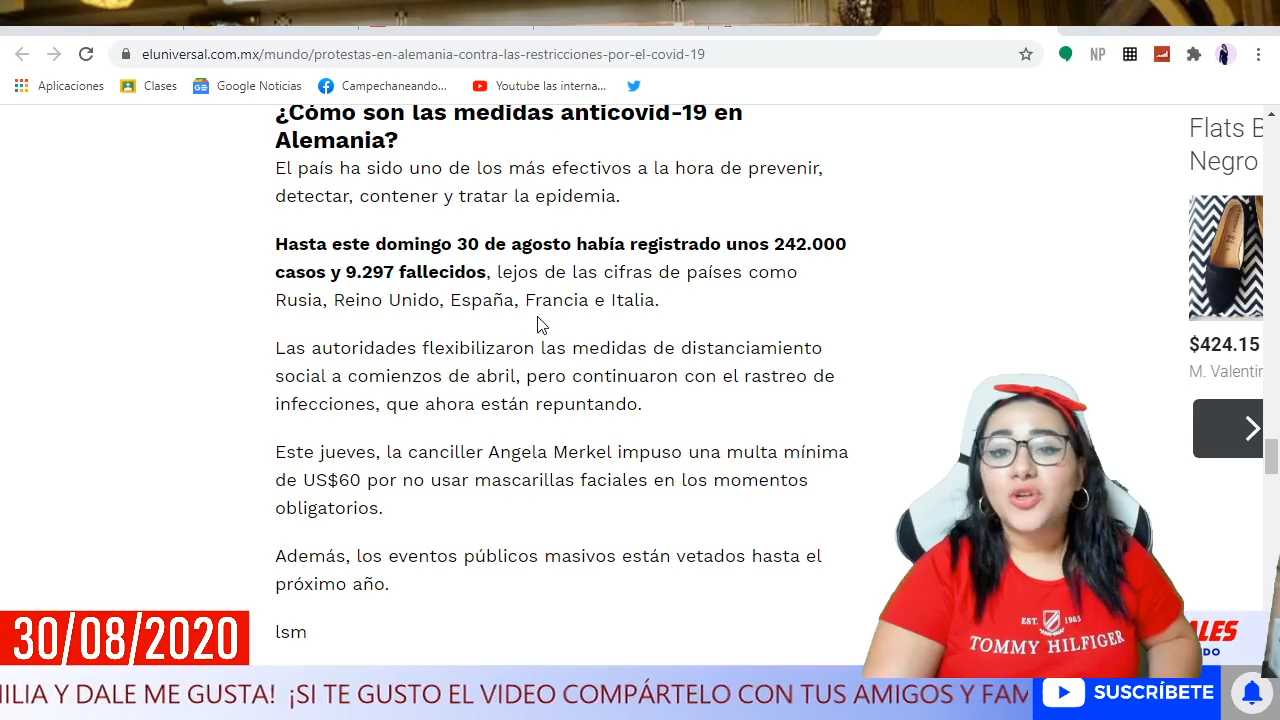 eluniversal.com.mx/mundo/protestas-en-alemania-contra-las-restricciones-por-el-covid-19
NP
Aplicaciones
Clases
Google Noticias
Campechaneando...
Youtube las interna...
¿Cómo son las medidas anticovid-19 en
Alemania?
El país ha sido uno de los más efectivos a la hora de prevenir,
detectar, contener y tratar la epidemia.
Hasta este domingo 30 de agosto había registrado unos 242.000
casos y 9.297 fallecidos, lejos de las cifras de países como
Rusia, Reino Unido, España, Francia e Italia.
Las autoridades flexibilizaron las medidas de distanciamiento
social a comienzos de abril, pero continuaron con el rastreo de
infecciones, que ahora están repuntando.
Este jueves, la canciller Angela Merkel impuso una multa mínima
de US$60 por no usar mascarillas faciales en los momentos
obligatorios.
Además, los eventos públicos masivos están vetados hasta el
próximo año.
lsm
Flats B
Negro
$424.15
M. Valentin
EST. 1985
TOMMY HILFIGER
30/08/2020
ALES
DO
MILIA Y DALE ME GUSTA! ¡SI TE GUSTO EL VIDEO COMPÁRTELO CON TUS AMIGOS Y FAM
SUSCRÍBETE